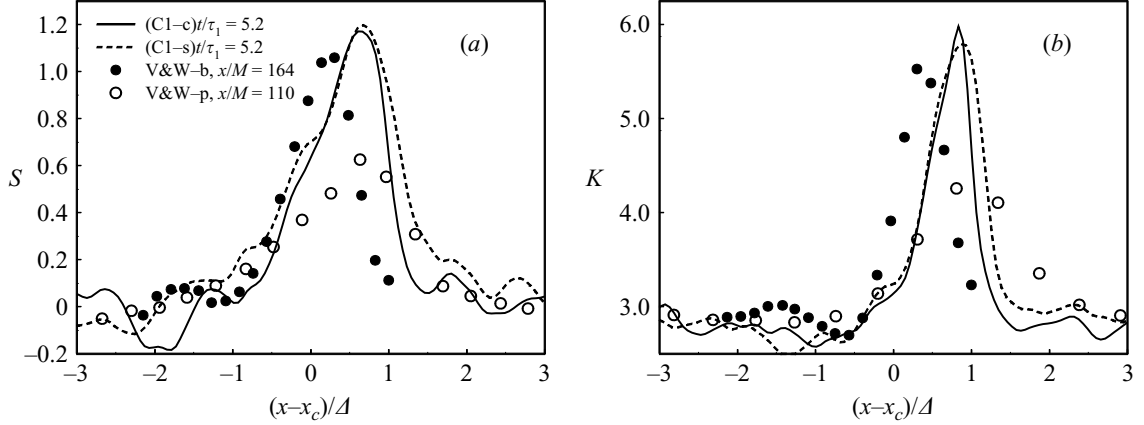 1.2
1.0
0.8
0.6
0.4
0.2
0
–0.2
S
(C1–c)t/τ1 = 5.2
(C1–s)t/τ1 = 5.2
V&W–b, x/M = 164
V&W–p, x/M = 110
(a)
–3 –2 –1 0 1 2 3
(x–xc)/Δ
6.0
5.0
4.0
3.0
K
(b)
–3 –2 –1 0 1 2 3
(x–xc)/Δ